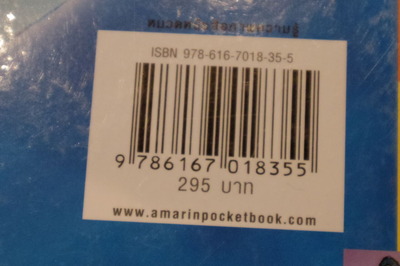 ISBN 978-616-7018-35-5
9 786167 018355
295 บาท
www.amarinpocketbook.com